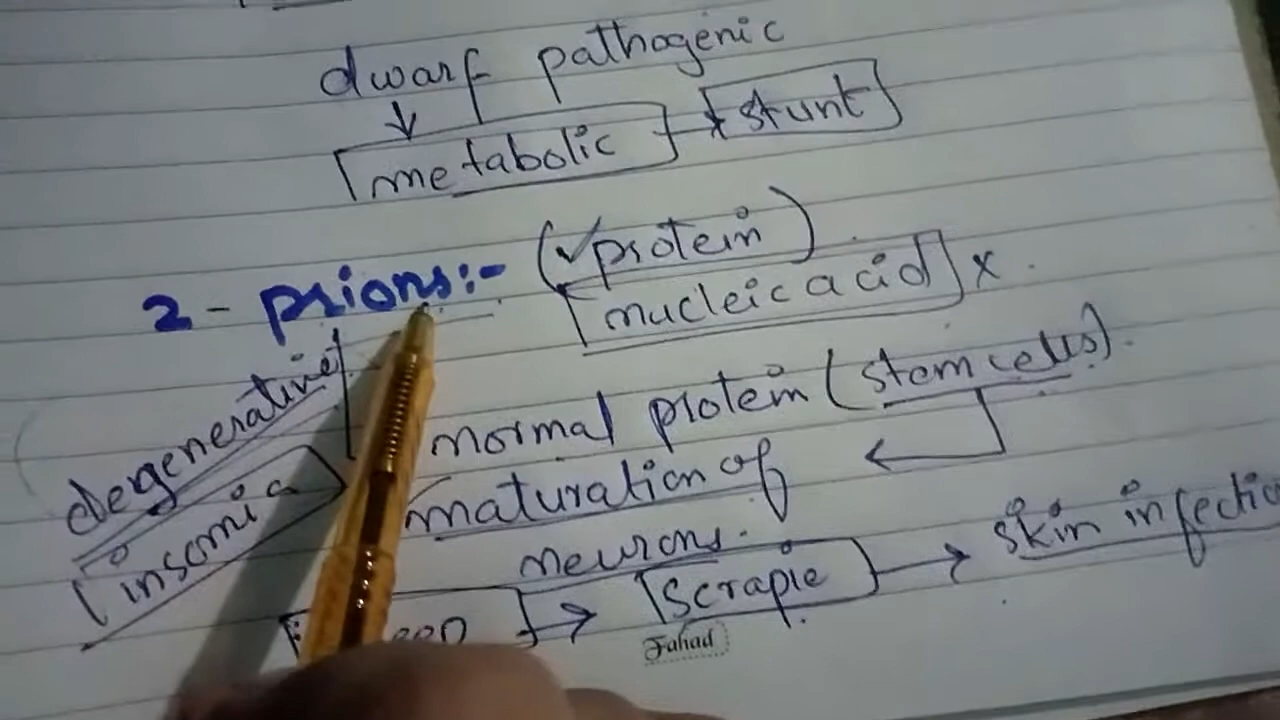 dwarf pathogenic
↓
[metabolic] → [stunt]
2 - prions:- (✓protein)
[nucleic acid] x
degenerative
[insomia]
normal protein (stem cells).
maturation of
neurons.
[scrapie] → skin infectio
Fahad